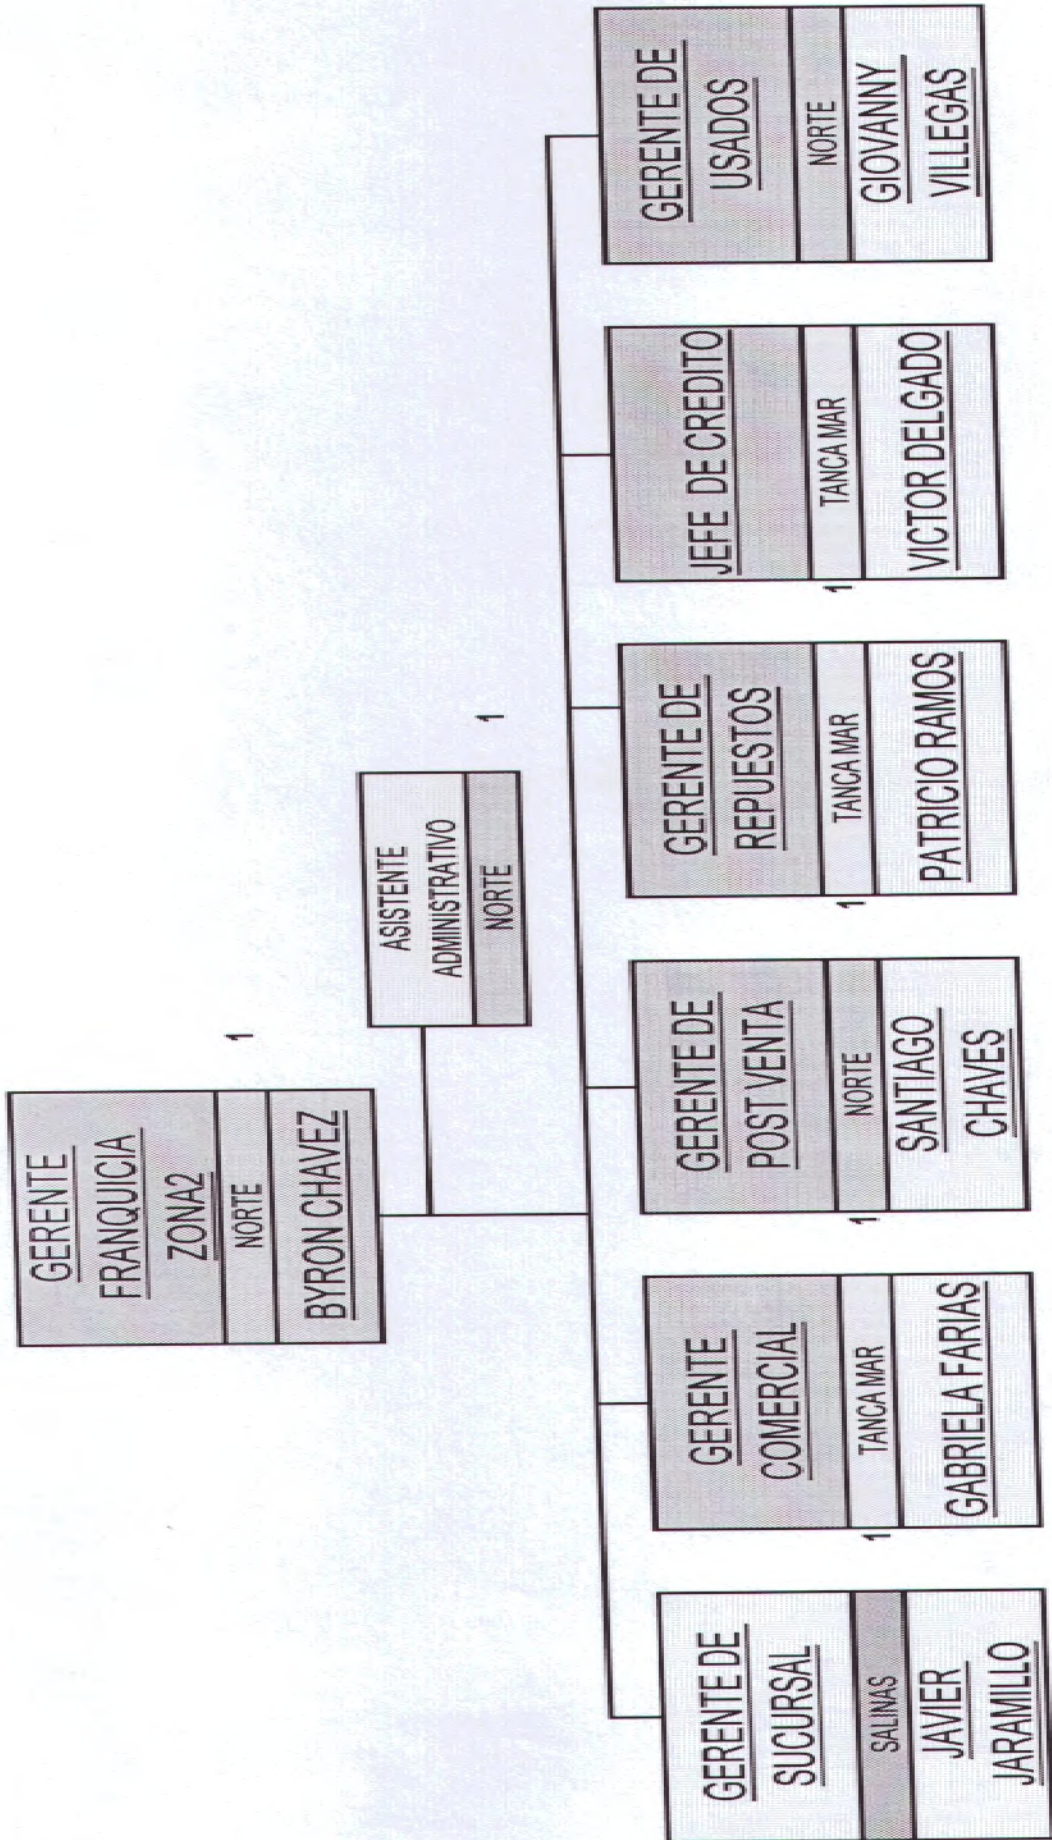 GERENTE
FRANQUICIA
ZONA2
NORTE
BYRON CHAVEZ
1
ASISTENTE
ADMINISTRATIVO
NORTE
1
GERENTE DE
SUCURSAL
SALINAS
JAVIER
JARAMILLO
1
GERENTE
COMERCIAL
TANCA MAR
GABRIELA FARIAS
1
GERENTE DE
POST VENTA
NORTE
SANTIAGO
CHAVES
1
GERENTE DE
REPUESTOS
TANCA MAR
PATRICIO RAMOS
1
JEFE DE CREDITO
TANCA MAR
VICTOR DELGADO
GERENTE DE
USADOS
NORTE
GIOVANNY
VILLEGAS